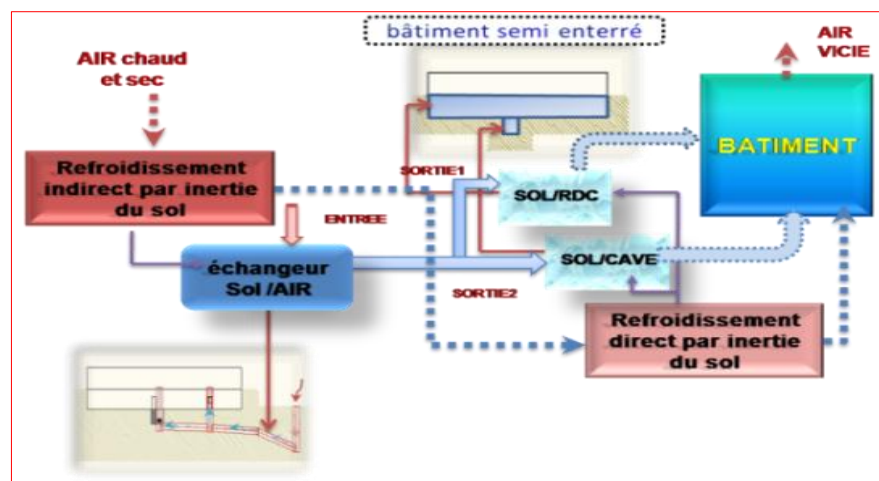 bâtiment semi enterré
AIR chaud
et sec
AIR
VICIE
Refroidissement
indirect par inertie
du sol
SORTIE1
SOL/RDC
BATIMENT
ENTREE
échangeur
Sol /AIR
SOL/CAVE
SORTIE2
Refroidissement
direct par inertie
du sol